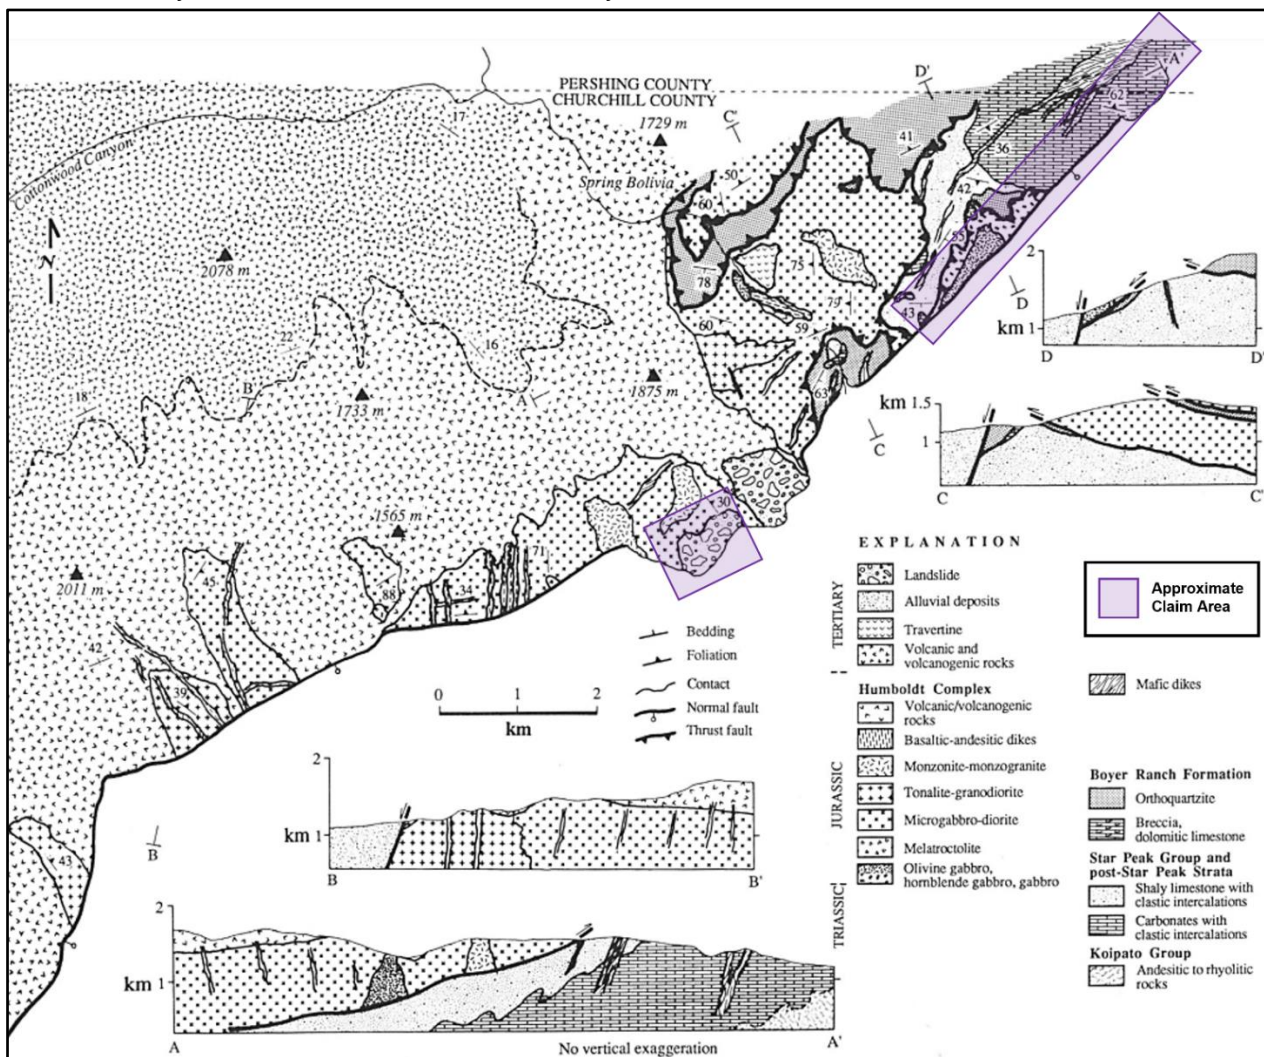 PERSHING COUNTY
CHURCHILL COUNTY
1729 m
C'
D'
A'
17
Cottonwood Canyon
Spring Bolivia
N
2078 m
50
60
60
78
75
79
59
60
41
36
62
42
55
43
63
22
16
18
B
A
1733 m
1875 m
D
C
30
1565 m
2011 m
45
88
34
71
42
39
43
B
2
km 1
D
D'
km 1.5
1
C
C'
EXPLANATION
TERTIARY
Landslide
Alluvial deposits
Travertine
Volcanic and
volcanogenic rocks
JURASSIC
Humboldt Complex
Volcanic/volcanogenic
rocks
Basaltic-andesitic dikes
Monzonite-monzogranite
Tonalite-granodiorite
Microgabbro-diorite
Melatroctolite
Olivine gabbro,
hornblende gabbro, gabbro
TRIASSIC
Approximate
Claim Area
Mafic dikes
Boyer Ranch Formation
Orthoquartzite
Breccia,
dolomitic limestone
Star Peak Group and
post-Star Peak Strata
Shaly limestone with
clastic intercalations
Carbonates with
clastic intercalations
Koipato Group
Andesitic to rhyolitic
rocks
Bedding
Foliation
Contact
Normal fault
Thrust fault
0 1 2
km
2
km 1
B
B'
2
km 1
A
A'
No vertical exaggeration